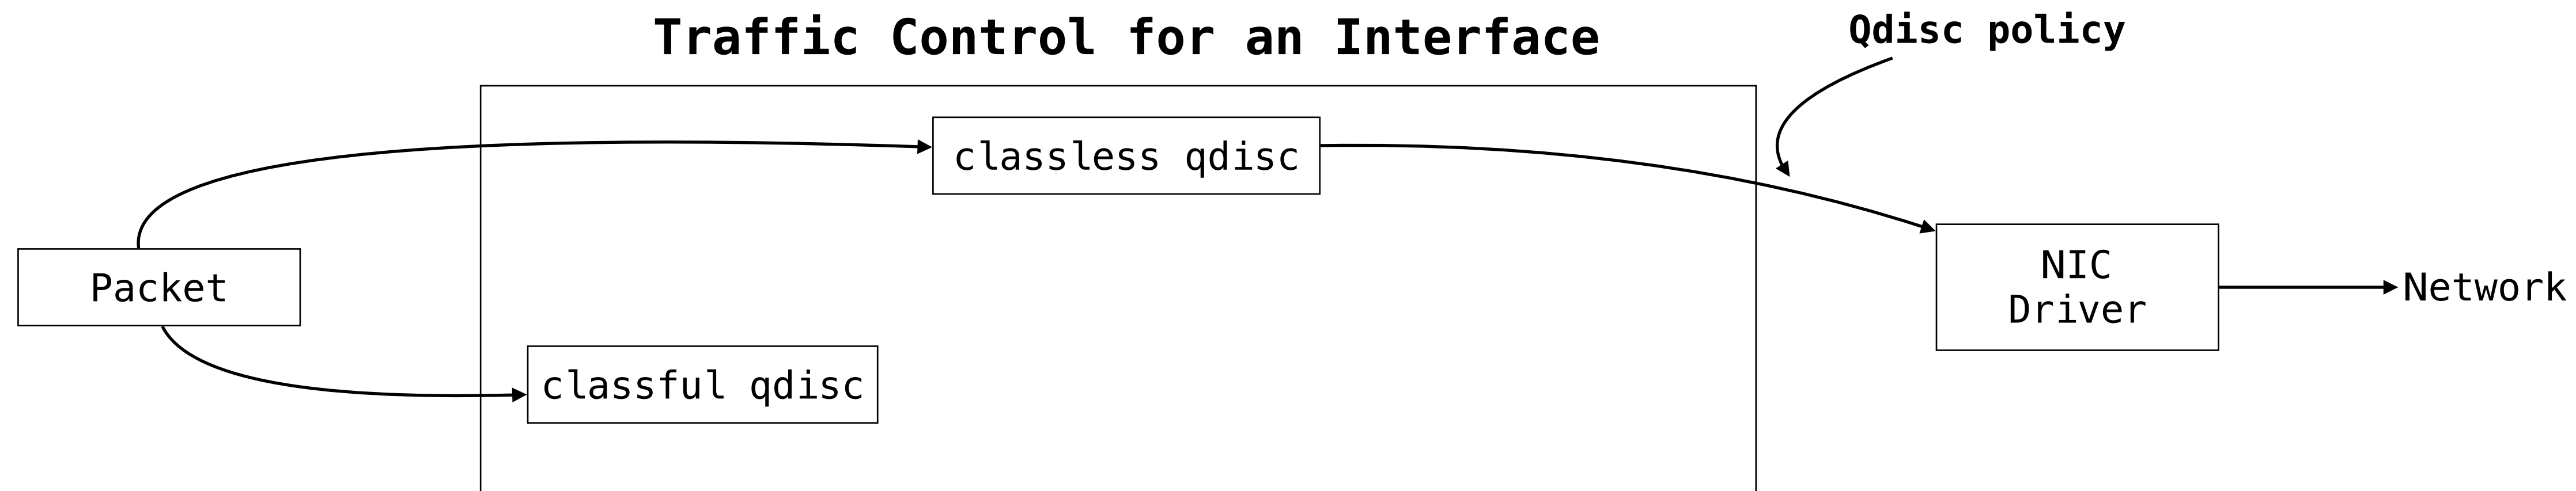 Traffic Control for an Interface
Qdisc policy
classless qdisc
Packet
NIC
Driver
Network
classful qdisc